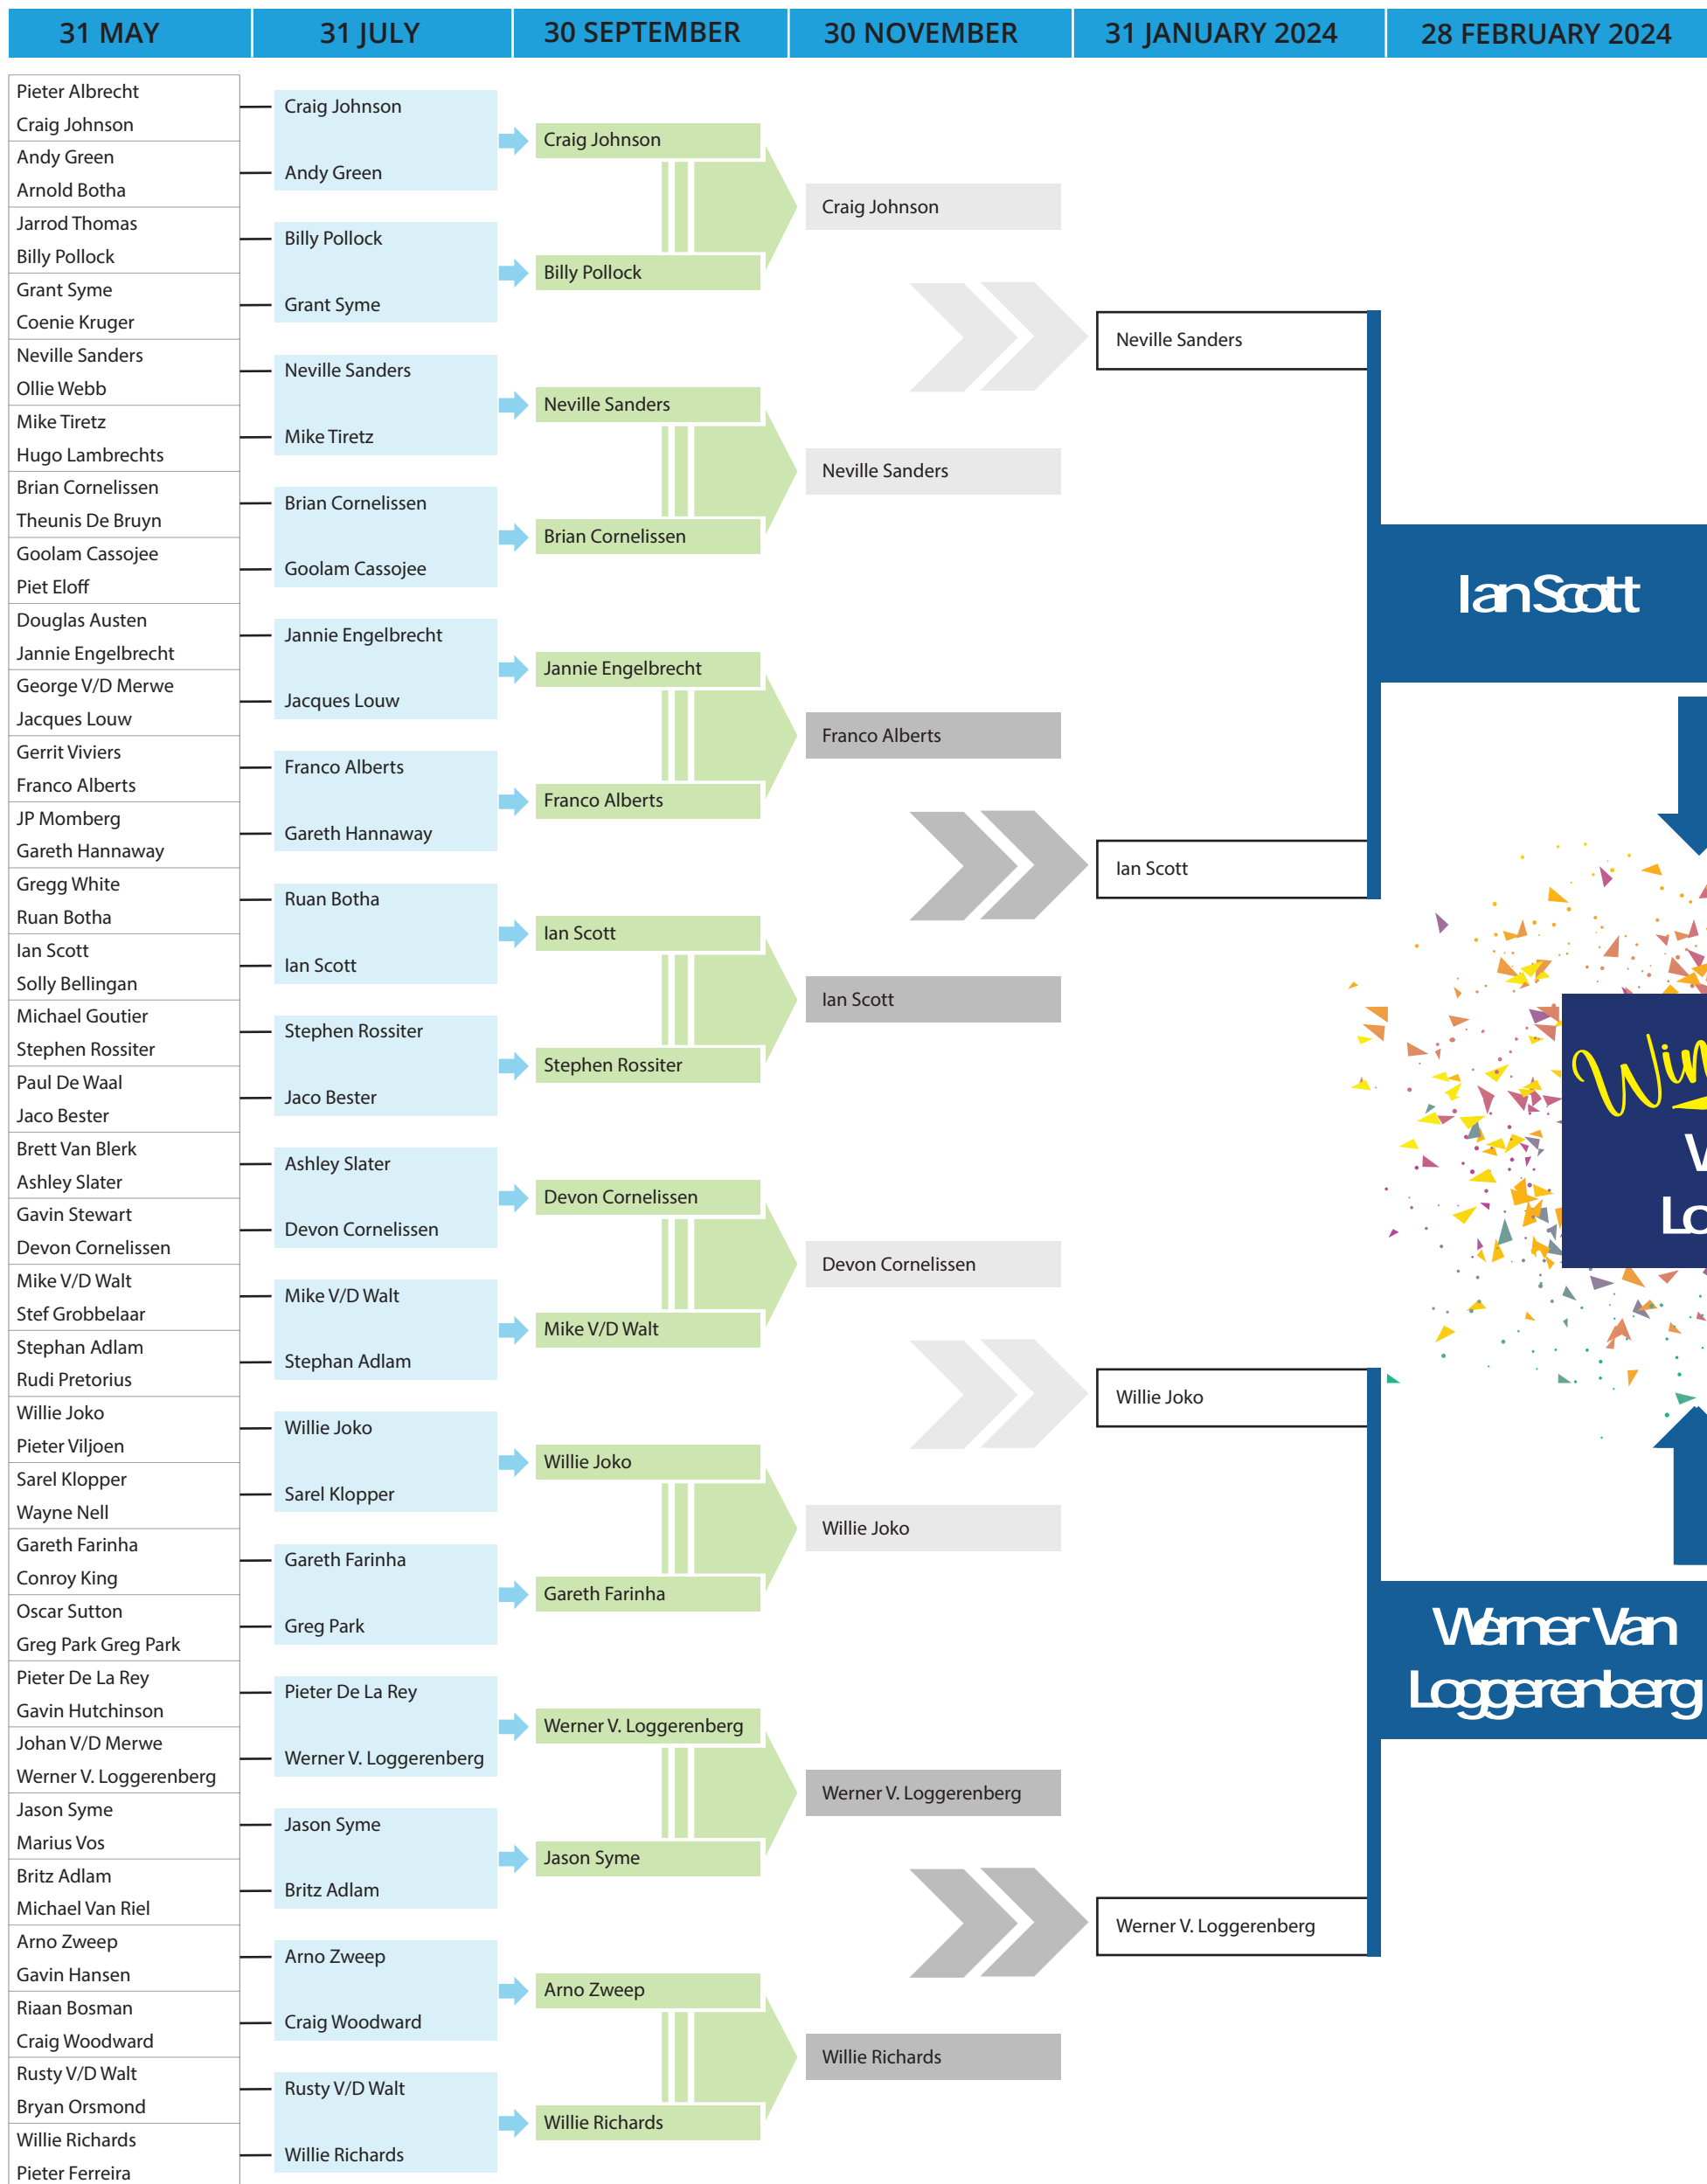 31 MAY
31 JULY
30 SEPTEMBER
30 NOVEMBER
31 JANUARY 2024
28 FEBRUARY 2024
Pieter Albrecht
Craig Johnson
Andy Green
Arnold Botha
Jarrod Thomas
Billy Pollock
Grant Syme
Coenie Kruger
Neville Sanders
Ollie Webb
Mike Tiretz
Hugo Lambrechts
Brian Cornelissen
Theunis De Bruyn
Goolam Cassojee
Piet Eloff
Douglas Austen
Jannie Engelbrecht
George V/D Merwe
Jacques Louw
Gerrit Viviers
Franco Alberts
JP Momberg
Gareth Hannaway
Gregg White
Ruan Botha
Ian Scott
Solly Bellingan
Michael Goutier
Stephen Rossiter
Paul De Waal
Jaco Bester
Brett Van Blerk
Ashley Slater
Gavin Stewart
Devon Cornelissen
Mike V/D Walt
Stef Grobbelaar
Stephan Adlam
Rudi Pretorius
Willie Joko
Pieter Viljoen
Sarel Klopper
Wayne Nell
Gareth Farinha
Conroy King
Oscar Sutton
Greg Park Greg Park
Pieter De La Rey
Gavin Hutchinson
Johan V/D Merwe
Werner V. Loggerenberg
Jason Syme
Marius Vos
Britz Adlam
Michael Van Riel
Arno Zweep
Gavin Hansen
Riaan Bosman
Craig Woodward
Rusty V/D Walt
Bryan Orsmond
Willie Richards
Pieter Ferreira
Craig Johnson
Andy Green
Billy Pollock
Grant Syme
Neville Sanders
Mike Tiretz
Brian Cornelissen
Goolam Cassojee
Jannie Engelbrecht
Jacques Louw
Franco Alberts
Gareth Hannaway
Ruan Botha
Ian Scott
Stephen Rossiter
Jaco Bester
Ashley Slater
Devon Cornelissen
Mike V/D Walt
Stephan Adlam
Willie Joko
Sarel Klopper
Gareth Farinha
Greg Park
Pieter De La Rey
Werner V. Loggerenberg
Jason Syme
Britz Adlam
Arno Zweep
Craig Woodward
Rusty V/D Walt
Willie Richards
Craig Johnson
Billy Pollock
Neville Sanders
Brian Cornelissen
Jannie Engelbrecht
Franco Alberts
Ian Scott
Stephen Rossiter
Devon Cornelissen
Mike V/D Walt
Willie Joko
Gareth Farinha
Werner V. Loggerenberg
Jason Syme
Arno Zweep
Willie Richards
Craig Johnson
Neville Sanders
Franco Alberts
Ian Scott
Devon Cornelissen
Willie Joko
Werner V. Loggerenberg
Willie Richards
Neville Sanders
Ian Scott
Willie Joko
Werner V. Loggerenberg
Ian Scott
Werner Van
Loggerenberg